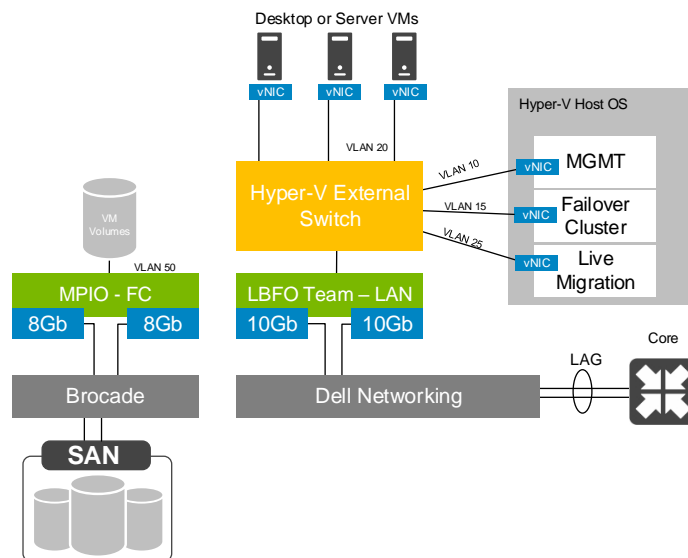 Desktop or Server VMs
vNIC
vNIC
vNIC
Hyper-V Host OS
VLAN 20
VLAN 10
vNIC
MGMT
Hyper-V External
Switch
VLAN 15
vNIC
Failover
Cluster
VLAN 25
vNIC
Live
Migration
VM
Volumes
VLAN 50
MPIO - FC
8Gb
8Gb
LBFO Team – LAN
10Gb
10Gb
Brocade
Dell Networking
LAG
Core
SAN